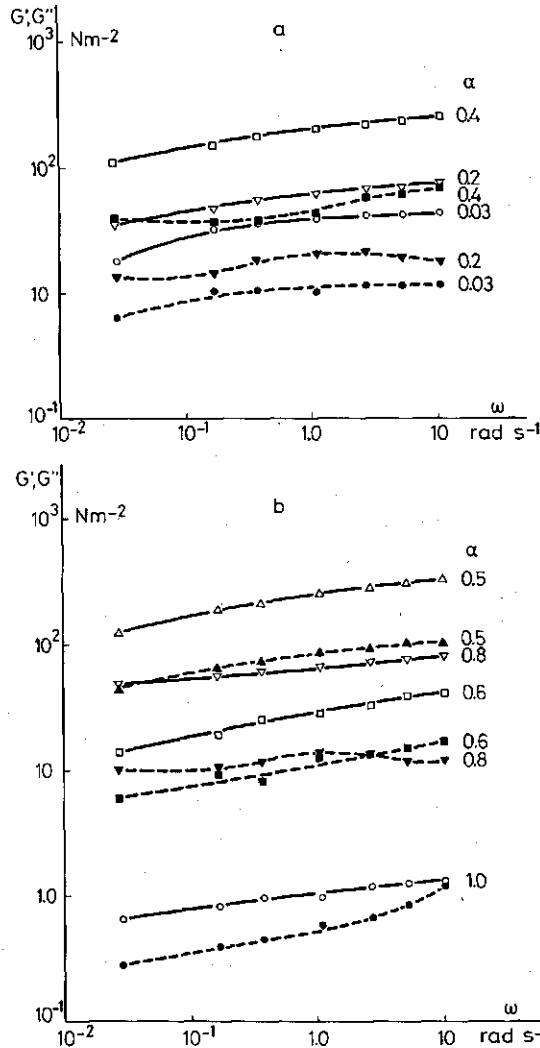 G′,G″
10³ Nm-2 a
α
0.4
10² 0.2
0.4
0.03
0.2
10 0.03
10-1 ω
10-2 10-1 1.0 10 rad s-1
G′,G″
10³ Nm-2 b
α
0.5
10² 0.5
0.8
0.6
10 0.6
0.8
1.0 1.0
10-1 ω
10-2 10-1 1.0 10 rad s-